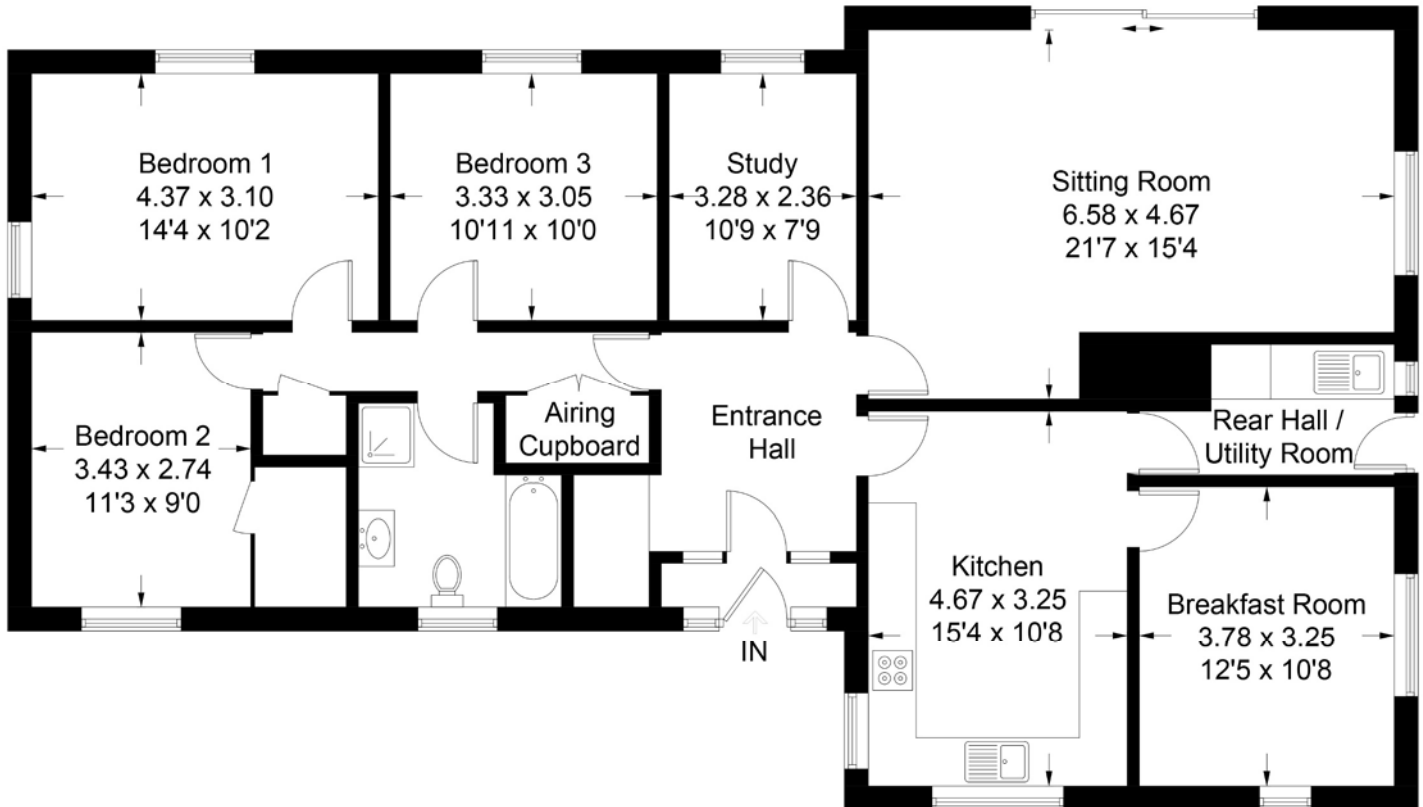 Bedroom 1
4.37 x 3.10
14'4 x 10'2
Bedroom 3
3.33 x 3.05
10'11 x 10'0
Study
3.28 x 2.36
10'9 x 7'9
Sitting Room
6.58 x 4.67
21'7 x 15'4
Bedroom 2
3.43 x 2.74
11'3 x 9'0
Airing
Cupboard
Entrance
Hall
Rear Hall /
Utility Room
Kitchen
4.67 x 3.25
15'4 x 10'8
Breakfast Room
3.78 x 3.25
12'5 x 10'8
IN